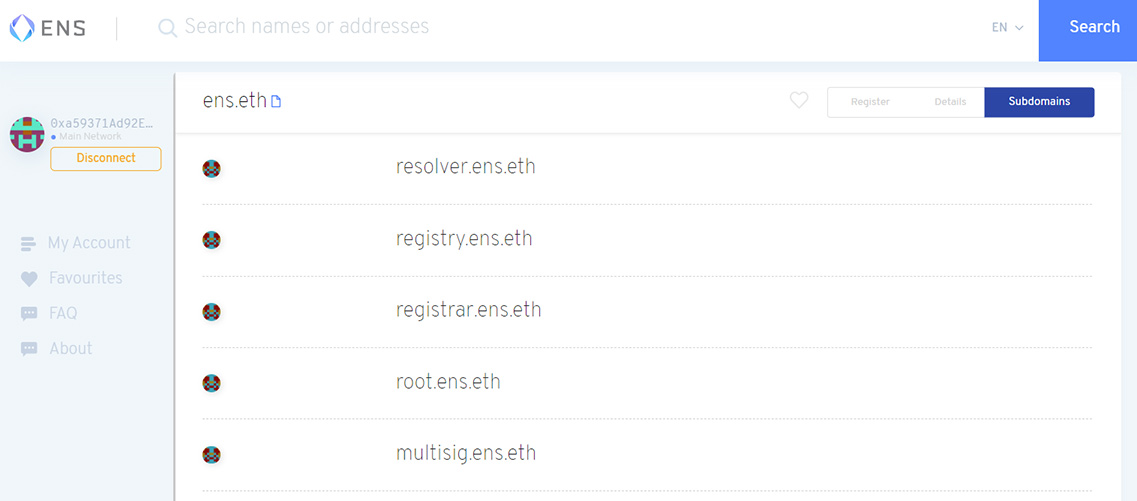 ENS
Search names or addresses
EN
Search
0xa59371Ad92E...
Main Network
Disconnect
My Account
Favourites
FAQ
About
ens.eth
Register
Details
Subdomains
resolver.ens.eth
registry.ens.eth
registrar.ens.eth
root.ens.eth
multisig.ens.eth